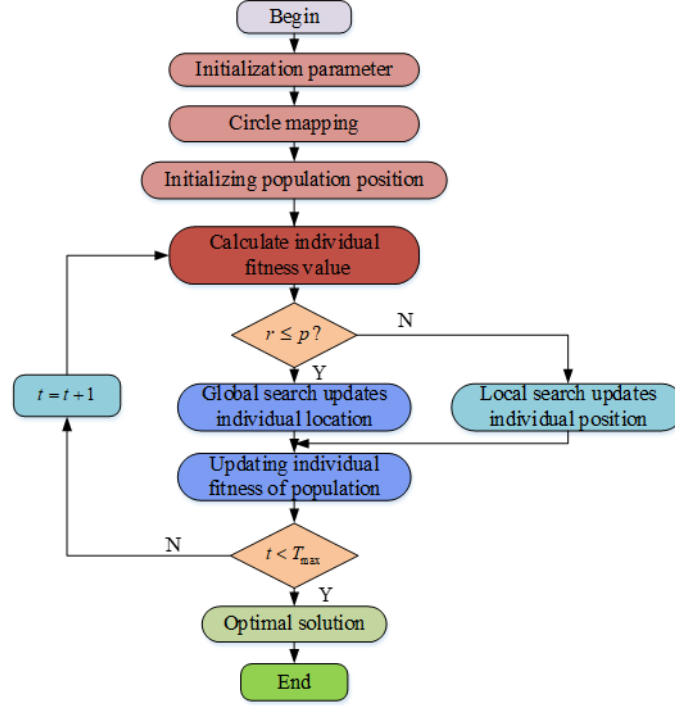 Begin
Initialization parameter
Circle mapping
Initializing population position
Calculate individual
fitness value
r ≤ p?
N
Y
t = t + 1
Global search updates
individual location
Local search updates
individual position
Updating individual
fitness of population
N
t < Tmax
Y
Optimal solution
End